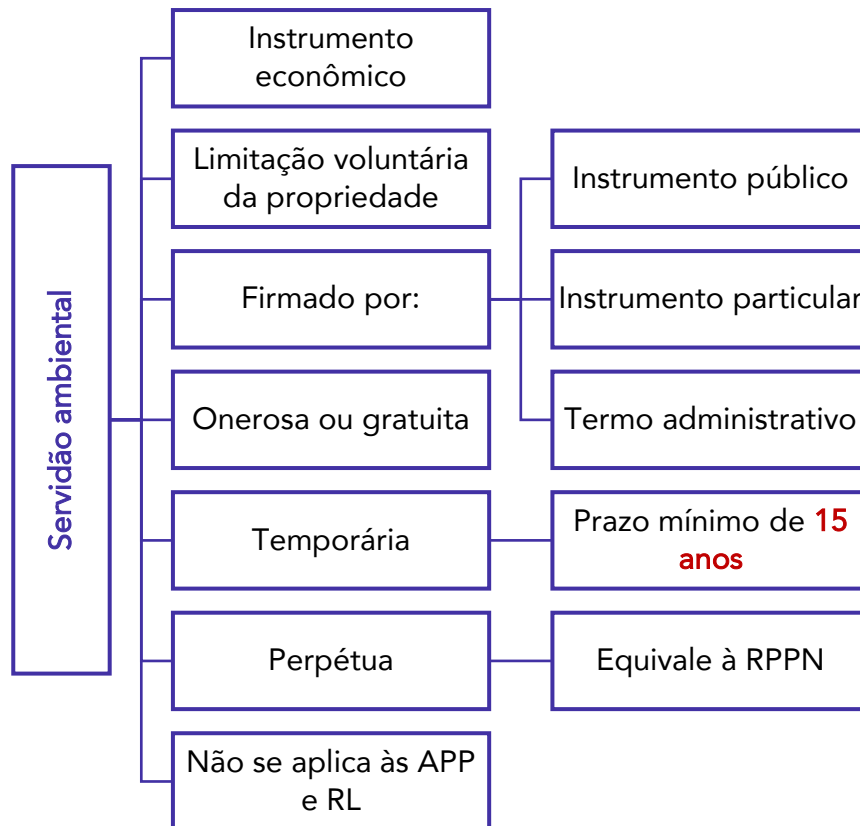 Servidão ambiental
Instrumento
econômico
Limitação voluntária
da propriedade
Firmado por:
Instrumento público
Instrumento particular
Termo administrativo
Onerosa ou gratuita
Temporária
Prazo mínimo de 15
anos
Perpétua
Equivale à RPPN
Não se aplica às APP
e RL